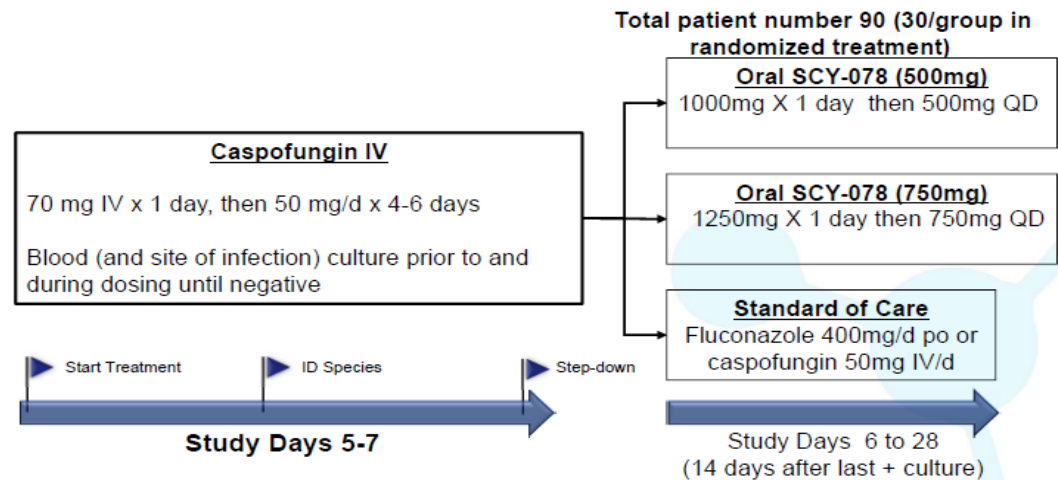 Total patient number 90 (30/group in
randomized treatment)
Caspofungin IV
70 mg IV x 1 day, then 50 mg/d x 4-6 days
Blood (and site of infection) culture prior to and
during dosing until negative
Oral SCY-078 (500mg)
1000mg X 1 day then 500mg QD
Oral SCY-078 (750mg)
1250mg X 1 day then 750mg QD
Standard of Care
Fluconazole 400mg/d po or
caspofungin 50mg IV/d
Start Treatment
ID Species
Step-down
Study Days 5-7
Study Days 6 to 28
(14 days after last + culture)